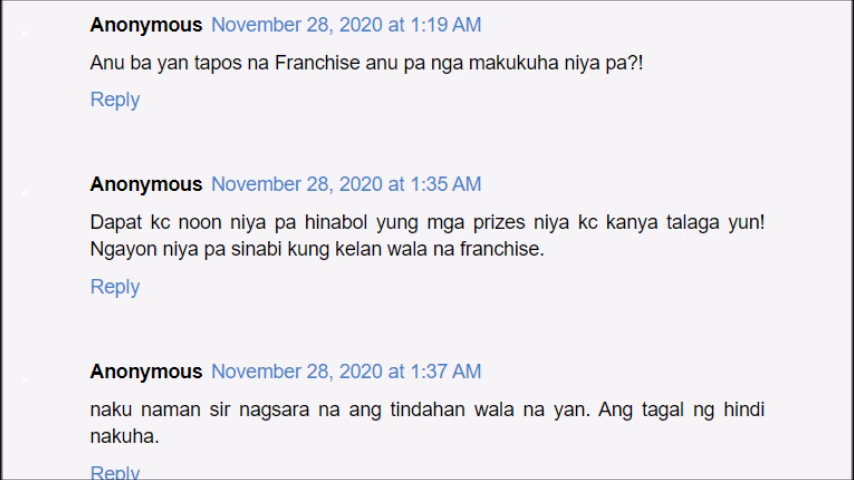 Anonymous November 28, 2020 at 1:19 AM
Anu ba yan tapos na Franchise anu pa nga makukuha niya pa?!
Reply
Anonymous November 28, 2020 at 1:35 AM
Dapat kc noon niya pa hinabol yung mga prizes niya kc kanya talaga yun!
Ngayon niya pa sinabi kung kelan wala na franchise.
Reply
Anonymous November 28, 2020 at 1:37 AM
naku naman sir nagsara na ang tindahan wala na yan. Ang tagal ng hindi
nakuha.
Reply